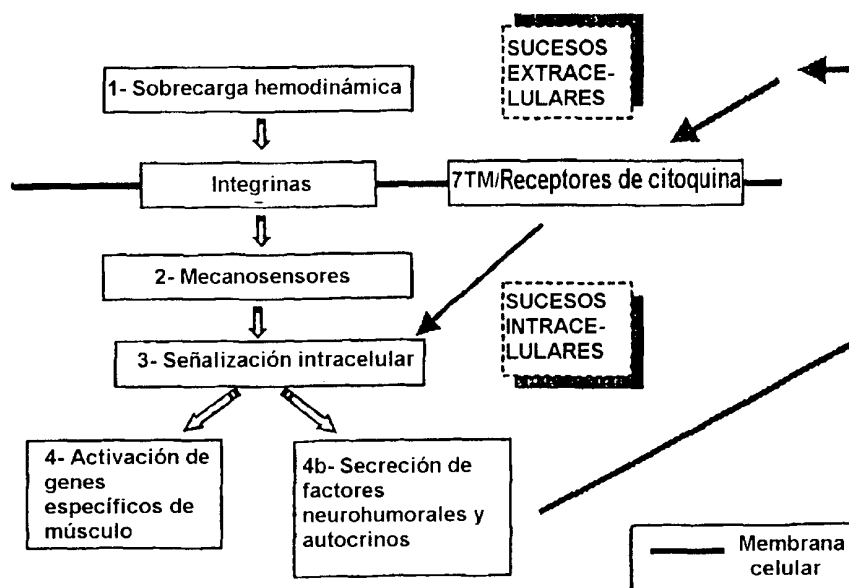 SUCESOS
EXTRACE-
LULARES
1- Sobrecarga hemodinámica
Integrinas
7TM/Receptores de citoquina
2- Mecanosensores
SUCESOS
INTRACE-
LULARES
3- Señalización intracelular
4- Activación de
genes
específicos de
músculo
4b- Secreción de
factores
neurohumorales y
autocrinos
Membrana
celular